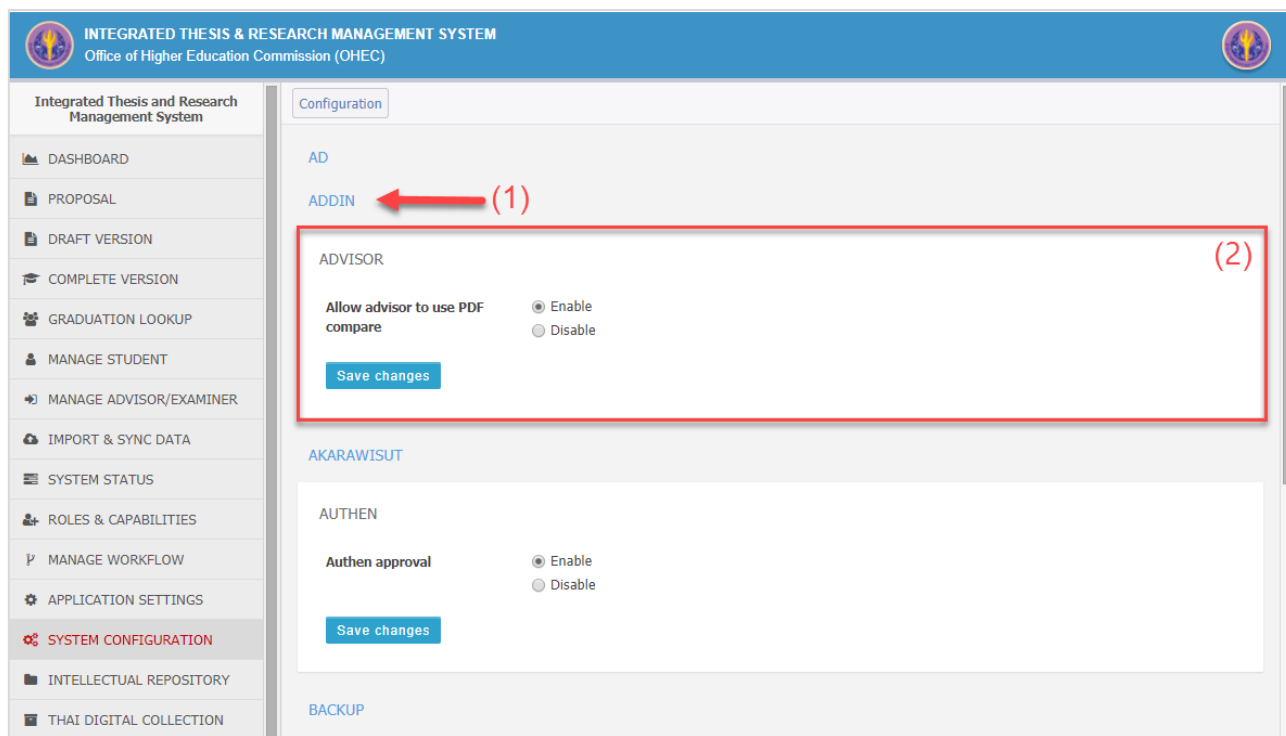 INTEGRATED THESIS & RESEARCH MANAGEMENT SYSTEM
Office of Higher Education Commission (OHEC)
Integrated Thesis and Research
Management System
DASHBOARD
PROPOSAL
DRAFT VERSION
COMPLETE VERSION
GRADUATION LOOKUP
MANAGE STUDENT
MANAGE ADVISOR/EXAMINER
IMPORT & SYNC DATA
SYSTEM STATUS
ROLES & CAPABILITIES
MANAGE WORKFLOW
APPLICATION SETTINGS
SYSTEM CONFIGURATION
INTELLECTUAL REPOSITORY
THAI DIGITAL COLLECTION
Configuration
AD
ADDIN (1)
ADVISOR (2)
Allow advisor to use PDF
compare
Enable
Disable
Save changes
AKARAWISUT
AUTHEN
Authen approval
Enable
Disable
Save changes
BACKUP